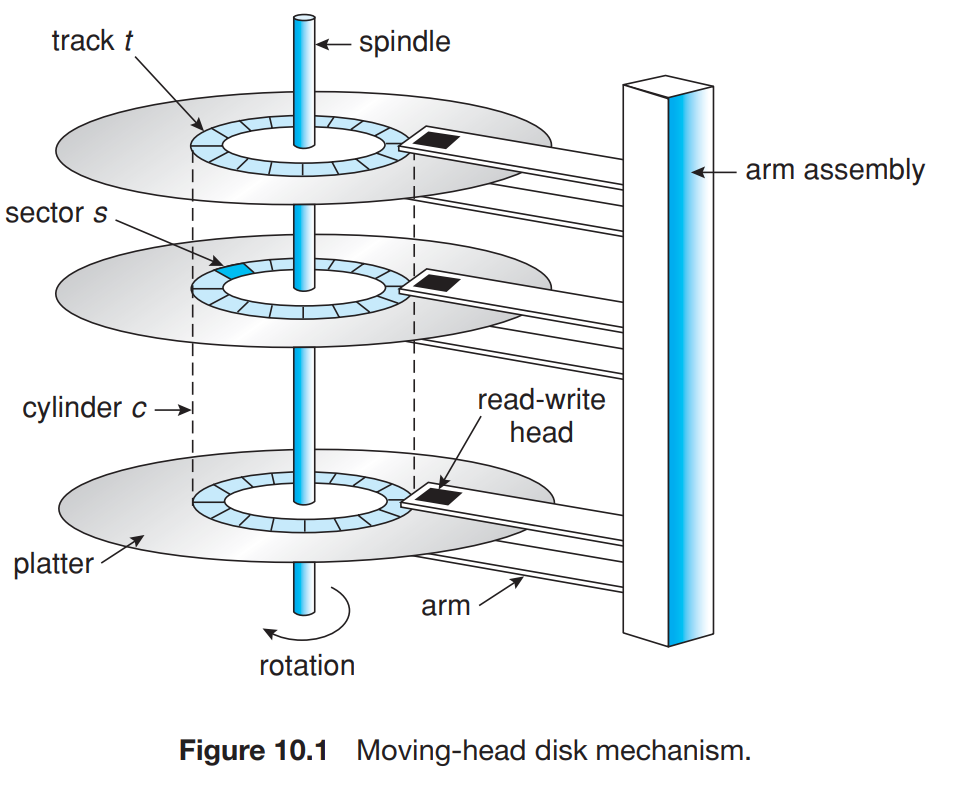 track t
spindle
arm assembly
sector s
cylinder c
read-write
head
platter
arm
rotation
Figure 10.1 Moving-head disk mechanism.